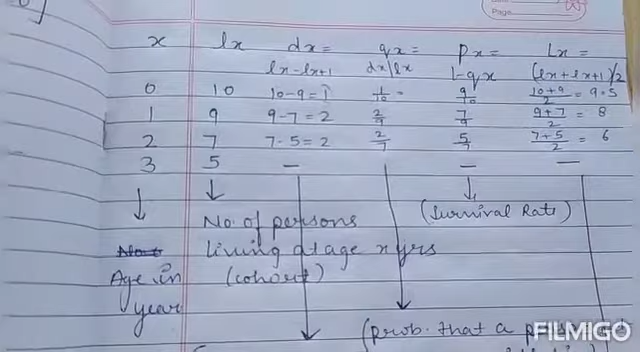 x lx dx= qx= px= Lx=
lx-lx+1 dx/lx 1-qx (lx+lx+1)/2
0 10 10-9=1 1/10 9/10 10+9/2 = 9.5
1 9 9-7=2 2/9 7/9 9+7/2 = 8
2 7 7-5=2 2/7 5/7 7+5/2 = 6
3 5 — — —
(Survival Rate)
No. of persons
living at age x yrs
(cohort)
Age in
year
(prob. that a
FILMIGO